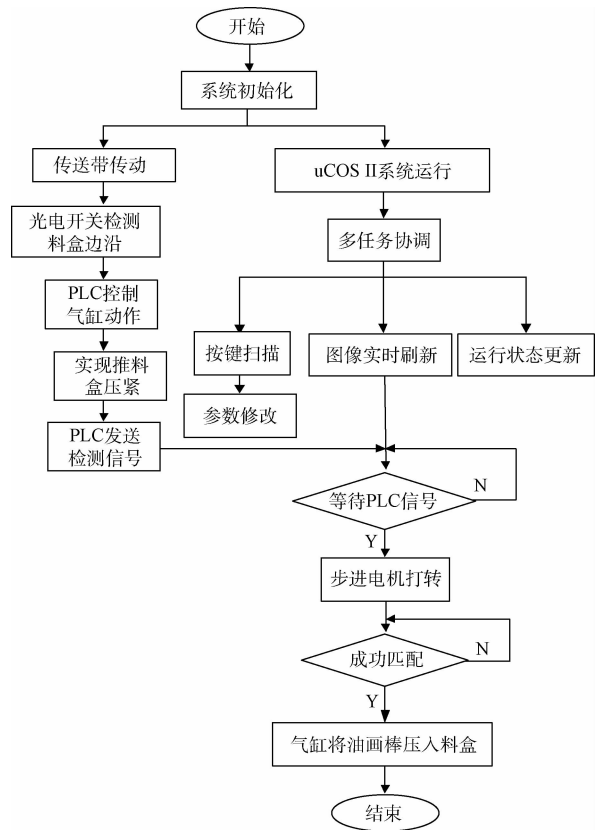 开始
系统初始化
传送带传动
uCOS II系统运行
光电开关检测
料盒边沿
多任务协调
PLC控制
气缸动作
按键扫描
图像实时刷新
运行状态更新
实现推料
盒压紧
参数修改
PLC发送
检测信号
等待PLC信号
N
Y
步进电机打转
成功匹配
N
Y
气缸将油画棒压入料盒
结束